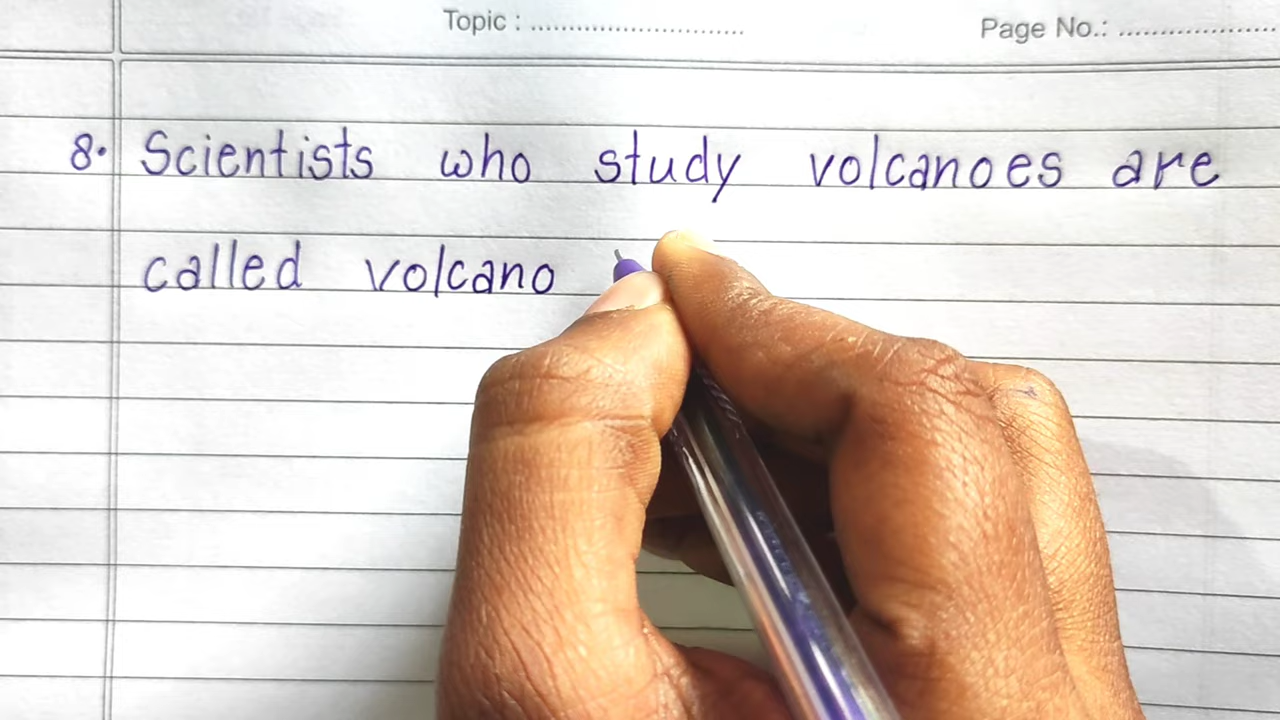 Topic : ............................ Page No.: ....................
8. Scientists who study volcanoes are
called volcano